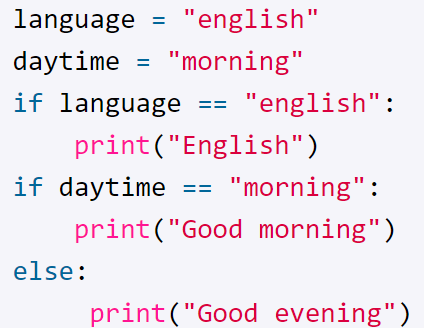 language = "english"
daytime = "morning"
if language == "english":
    print("English")
if daytime == "morning":
    print("Good morning")
else:
     print("Good evening")